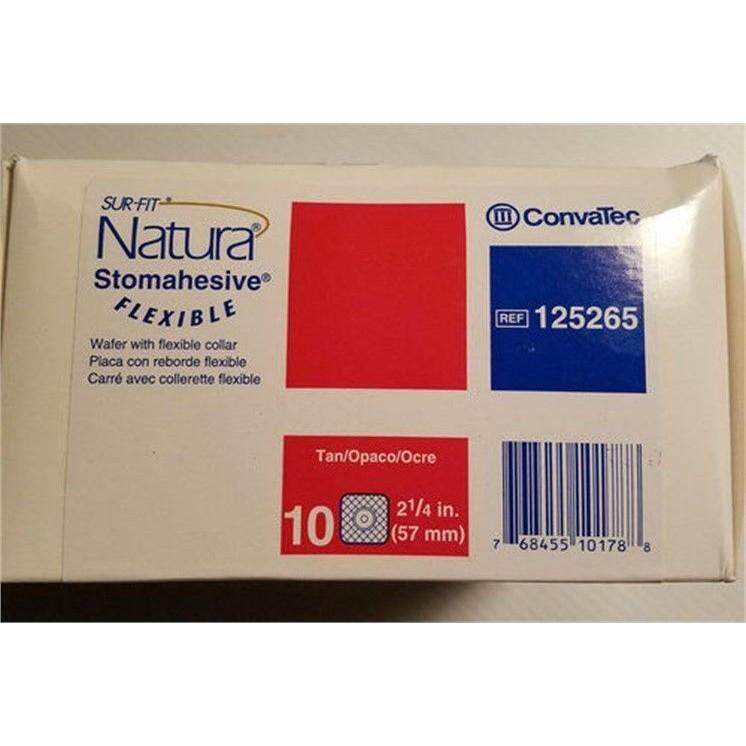 SUR-FIT®
Natura®
Stomahesive®
FLEXIBLE
Wafer with flexible collar
Placa con reborde flexible
Carré avec collerette flexible
ConvaTec
REF 125265
Tan/Opaco/Ocre
10
2 1/4 in.
(57 mm)
7 68455 10178 8